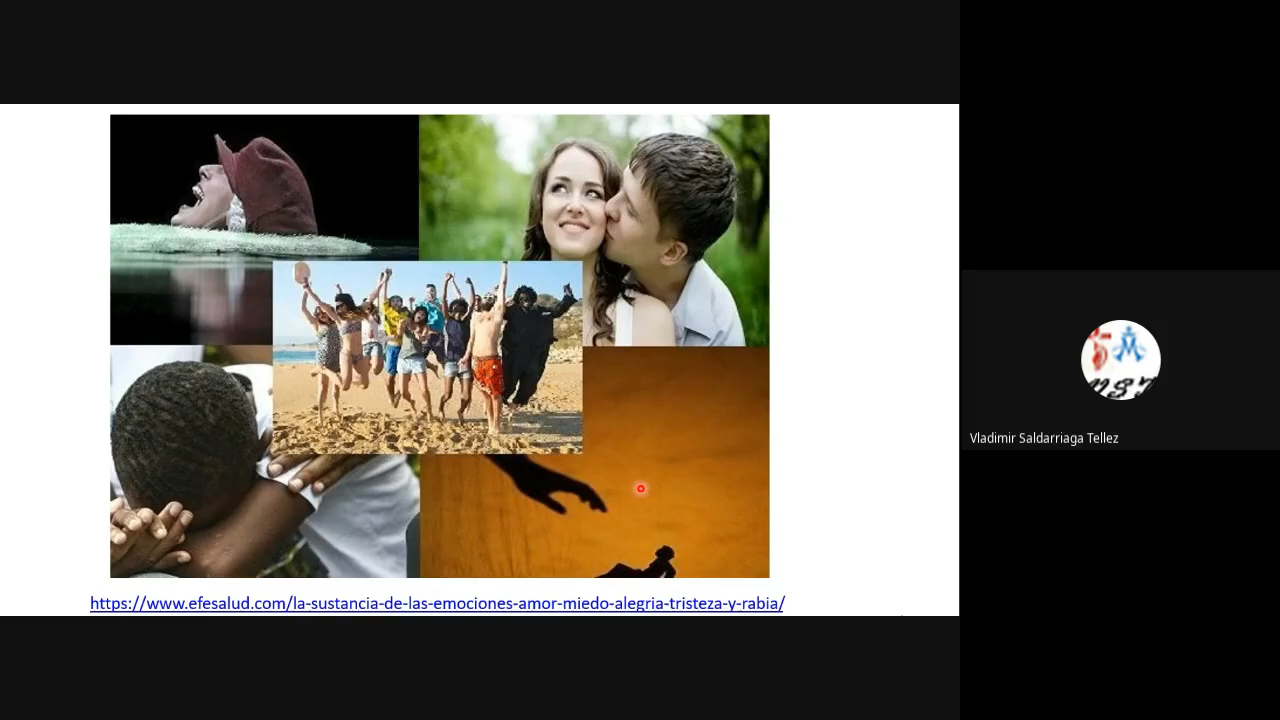 https://www.efesalud.com/la-sustancia-de-las-emociones-amor-miedo-alegria-tristeza-y-rabia/
Vladimir Saldarriaga Tellez